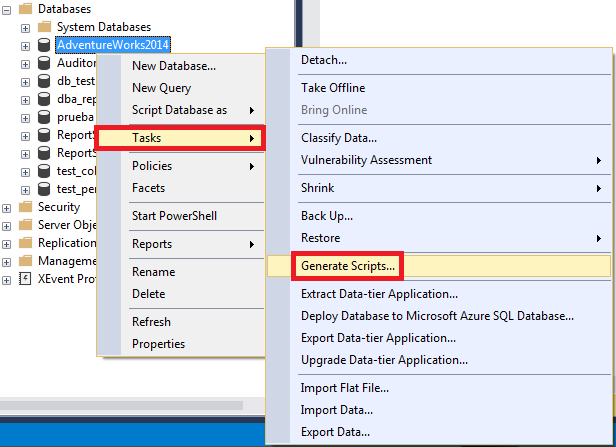 Databases
System Databases
AdventureWorks2014
Auditor
db_test
dba_rep
prueba
ReportS
ReportS
test_col
test_per
Security
Server Obje
Replication
Manageme
XEvent Pro
New Database...
New Query
Script Database as
Tasks
Policies
Facets
Start PowerShell
Reports
Rename
Delete
Refresh
Properties
Detach...
Take Offline
Bring Online
Classify Data...
Vulnerability Assessment
Shrink
Back Up...
Restore
Generate Scripts...
Extract Data-tier Application...
Deploy Database to Microsoft Azure SQL Database...
Export Data-tier Application...
Upgrade Data-tier Application...
Import Flat File...
Import Data...
Export Data...